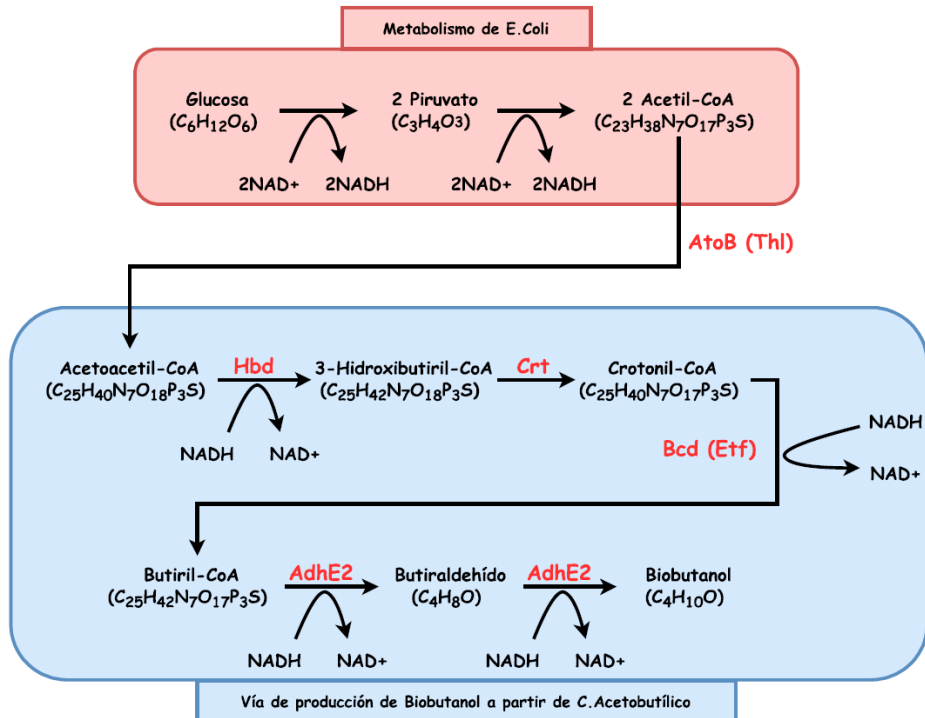 Metabolismo de E.Coli
Glucosa
(C₆H₁₂O₆)
2 Piruvato
(C₃H₄O₃)
2 Acetil-CoA
(C₂₃H₃₈N₇O₁₇P₃S)
2NAD+ 2NADH
2NAD+ 2NADH
AtoB (Thl)
Acetoacetil-CoA
(C₂₅H₄₀N₇O₁₈P₃S)
Hbd
3-Hidroxibutiril-CoA
(C₂₅H₄₂N₇O₁₈P₃S)
Crt
Crotonil-CoA
(C₂₅H₄₀N₇O₁₇P₃S)
NADH NAD+
Bcd (Etf)
NADH
NAD+
Butiril-CoA
(C₂₅H₄₂N₇O₁₇P₃S)
AdhE2
Butiraldehído
(C₄H₈O)
AdhE2
Biobutanol
(C₄H₁₀O)
NADH NAD+
NADH NAD+
Vía de producción de Biobutanol a partir de C.Acetobutílico